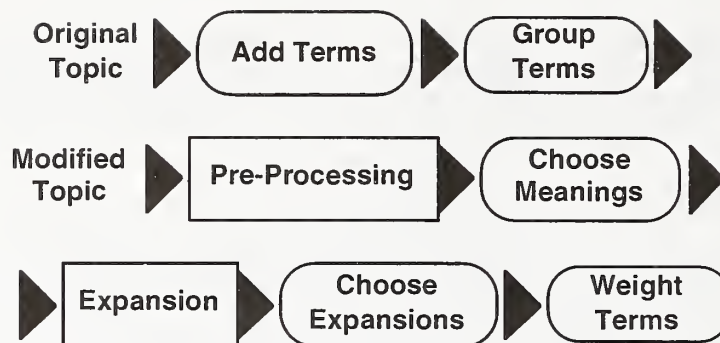 Original
Topic
Add Terms
Group
Terms
Modified
Topic
Pre-Processing
Choose
Meanings
Expansion
Choose
Expansions
Weight
Terms